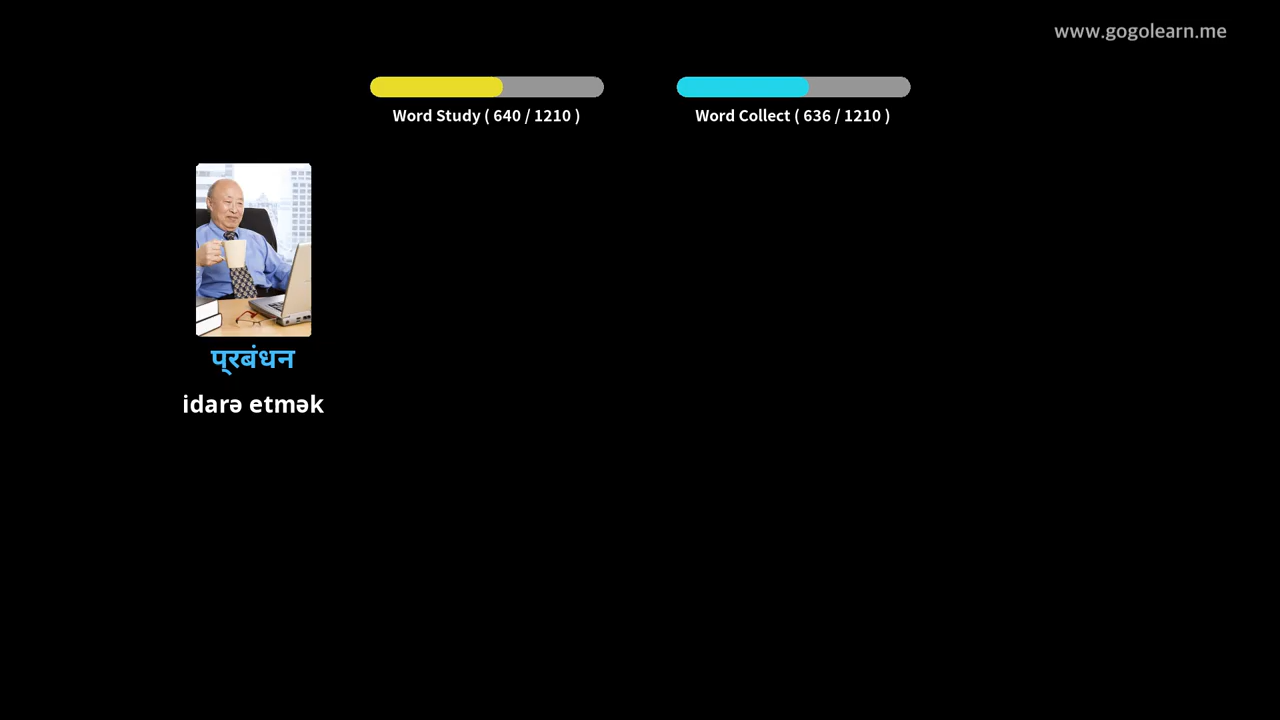 www.gogolearn.me
Word Study ( 640 / 1210 )
Word Collect ( 636 / 1210 )
प्रबंधन
idarə etmək